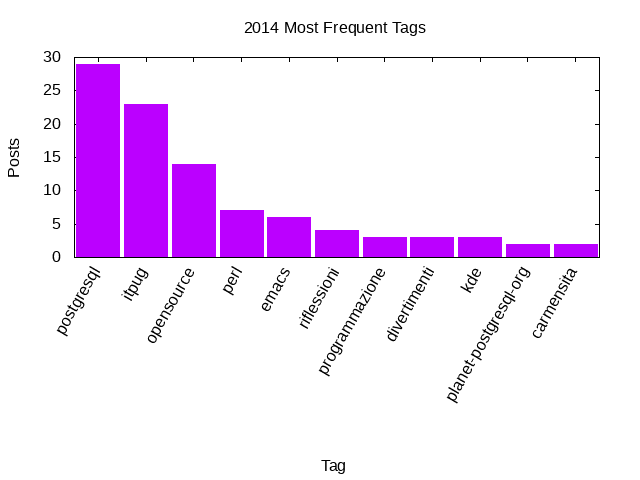 2014 Most Frequent Tags
30
25
20
15
10
5
0
Posts
postgresql
itpug
opensource
perl
emacs
riflessioni
programmazione
divertimenti
kde
planet-postgresql-org
carmensita
Tag